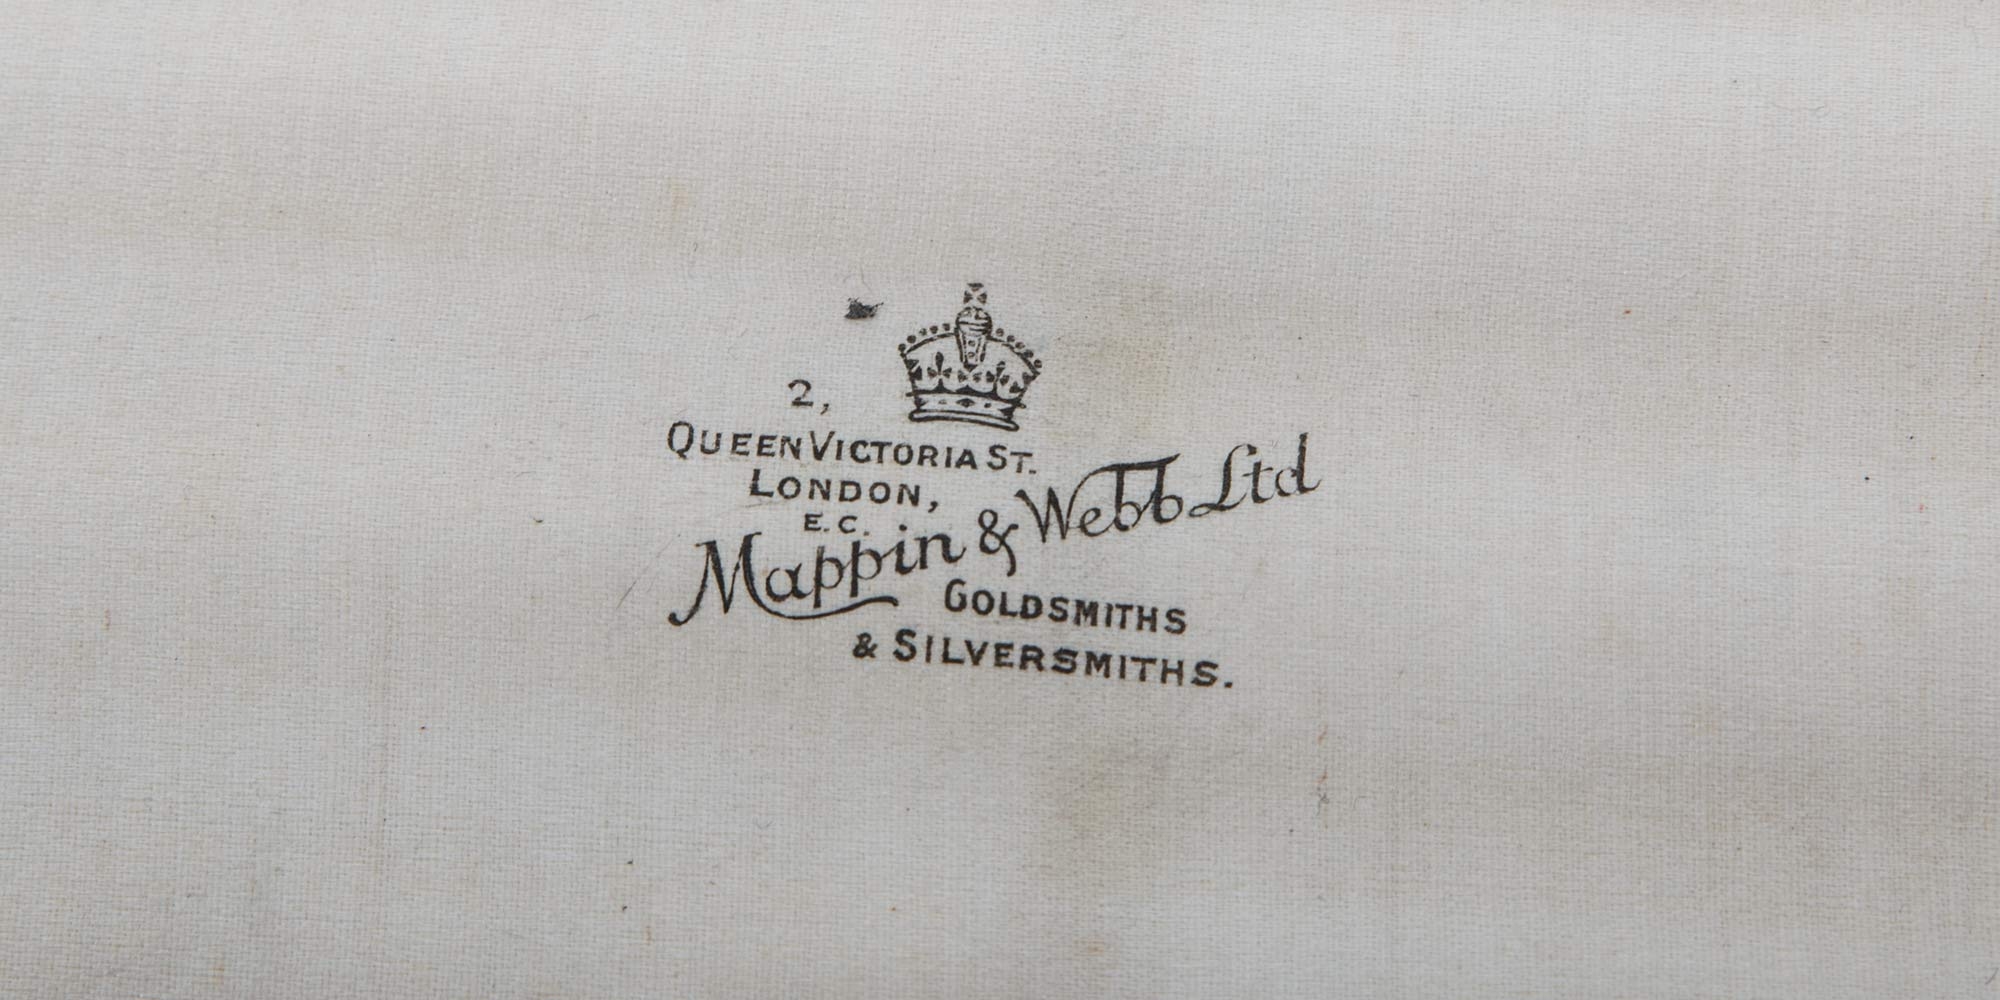 2,
QUEEN VICTORIA ST.
LONDON,
E.C.
Mappin & Webb Ltd
GOLDSMITHS
& SILVERSMITHS.